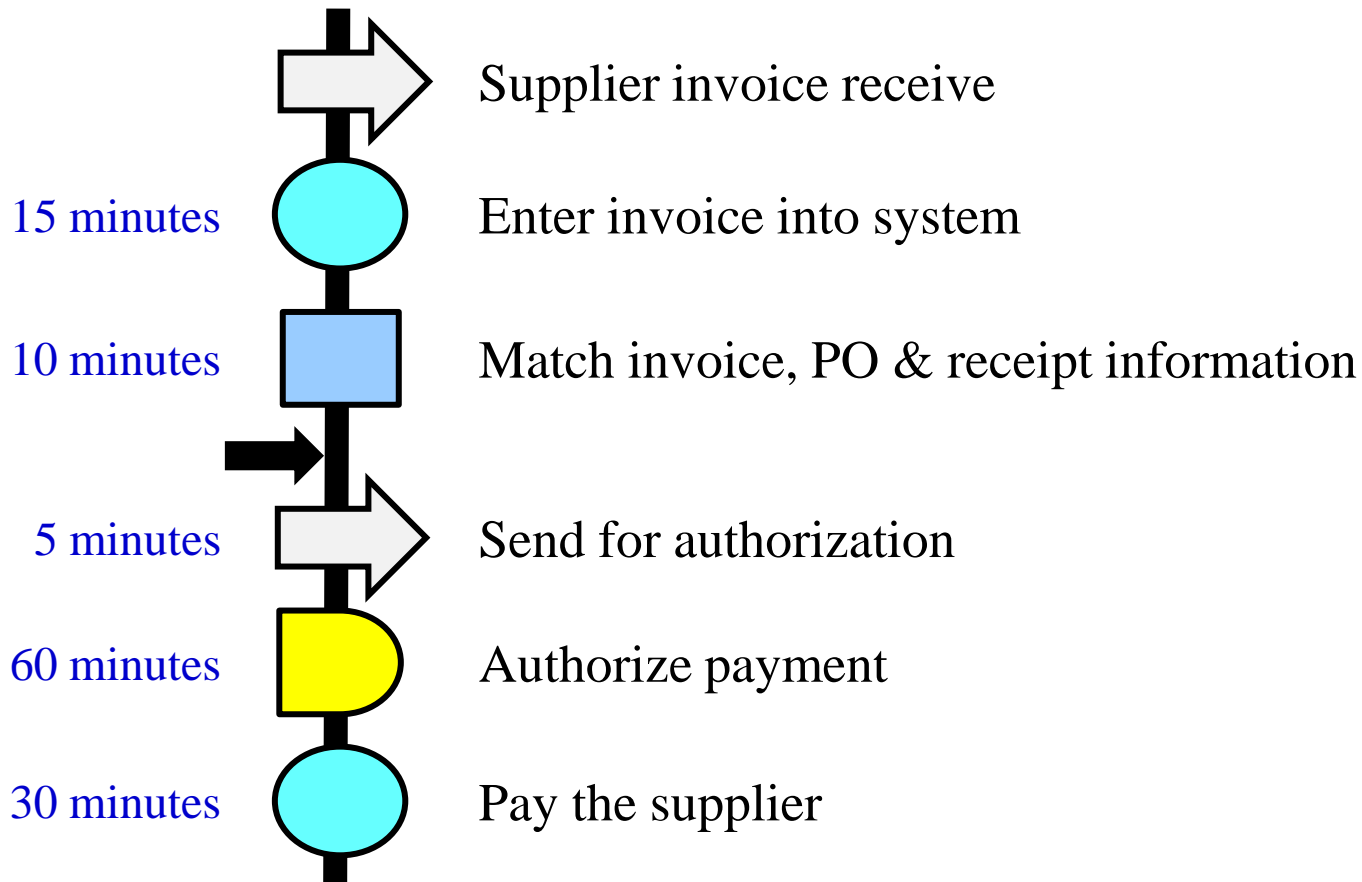 Supplier invoice receive
15 minutes Enter invoice into system
10 minutes Match invoice, PO & receipt information
5 minutes Send for authorization
60 minutes Authorize payment
30 minutes Pay the supplier